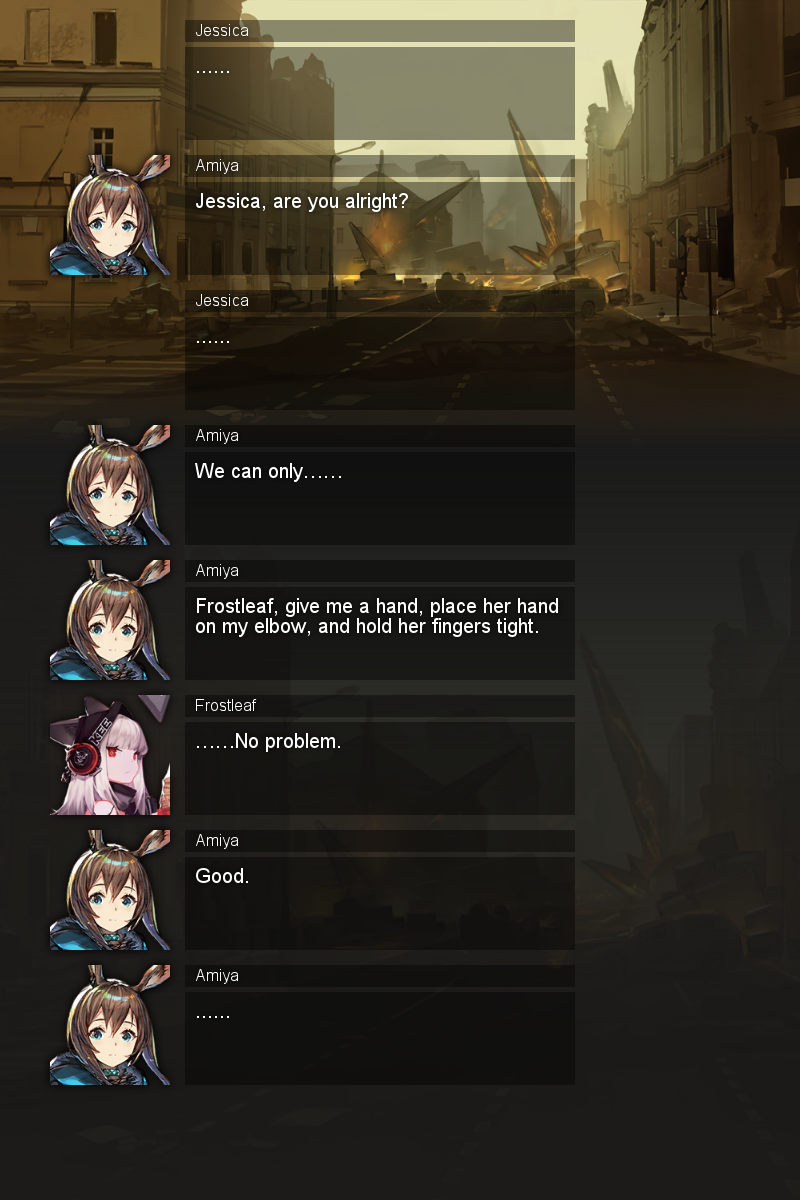 Jessica
......
Amiya
Jessica, are you alright?
Jessica
......
Amiya
We can only......
Amiya
Frostleaf, give me a hand, place her hand
on my elbow, and hold her fingers tight.
Frostleaf
......No problem.
Amiya
Good.
Amiya
......